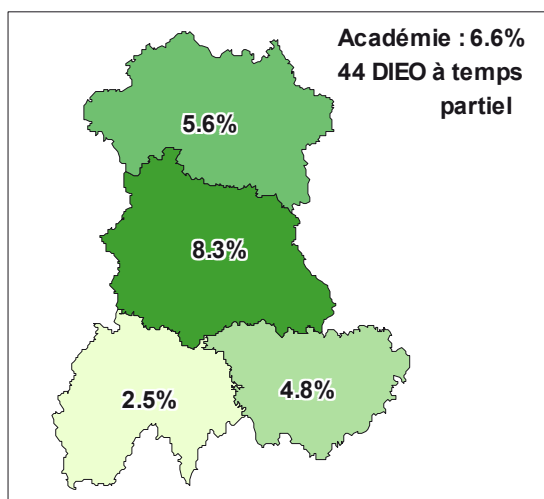 Académie : 6.6%
44 DIEO à temps
partiel
5.6%
8.3%
2.5%
4.8%